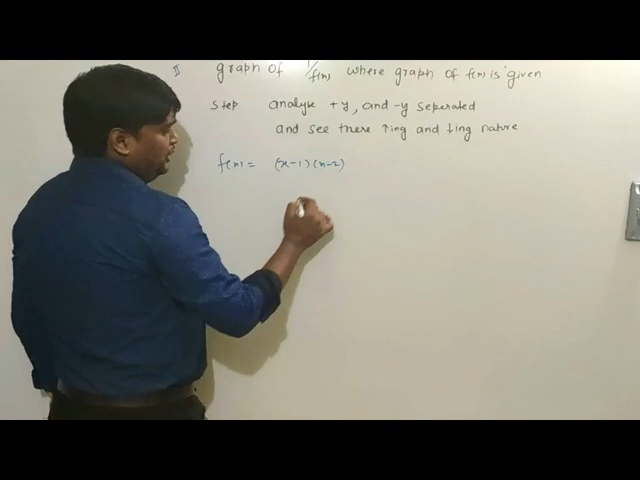 II graph of 1/f(x) where graph of f(x) is given
step analyse +y, and -y seperated
and see there ↑ing and ↓ing nature
f(x) = (x-1)(x-2)